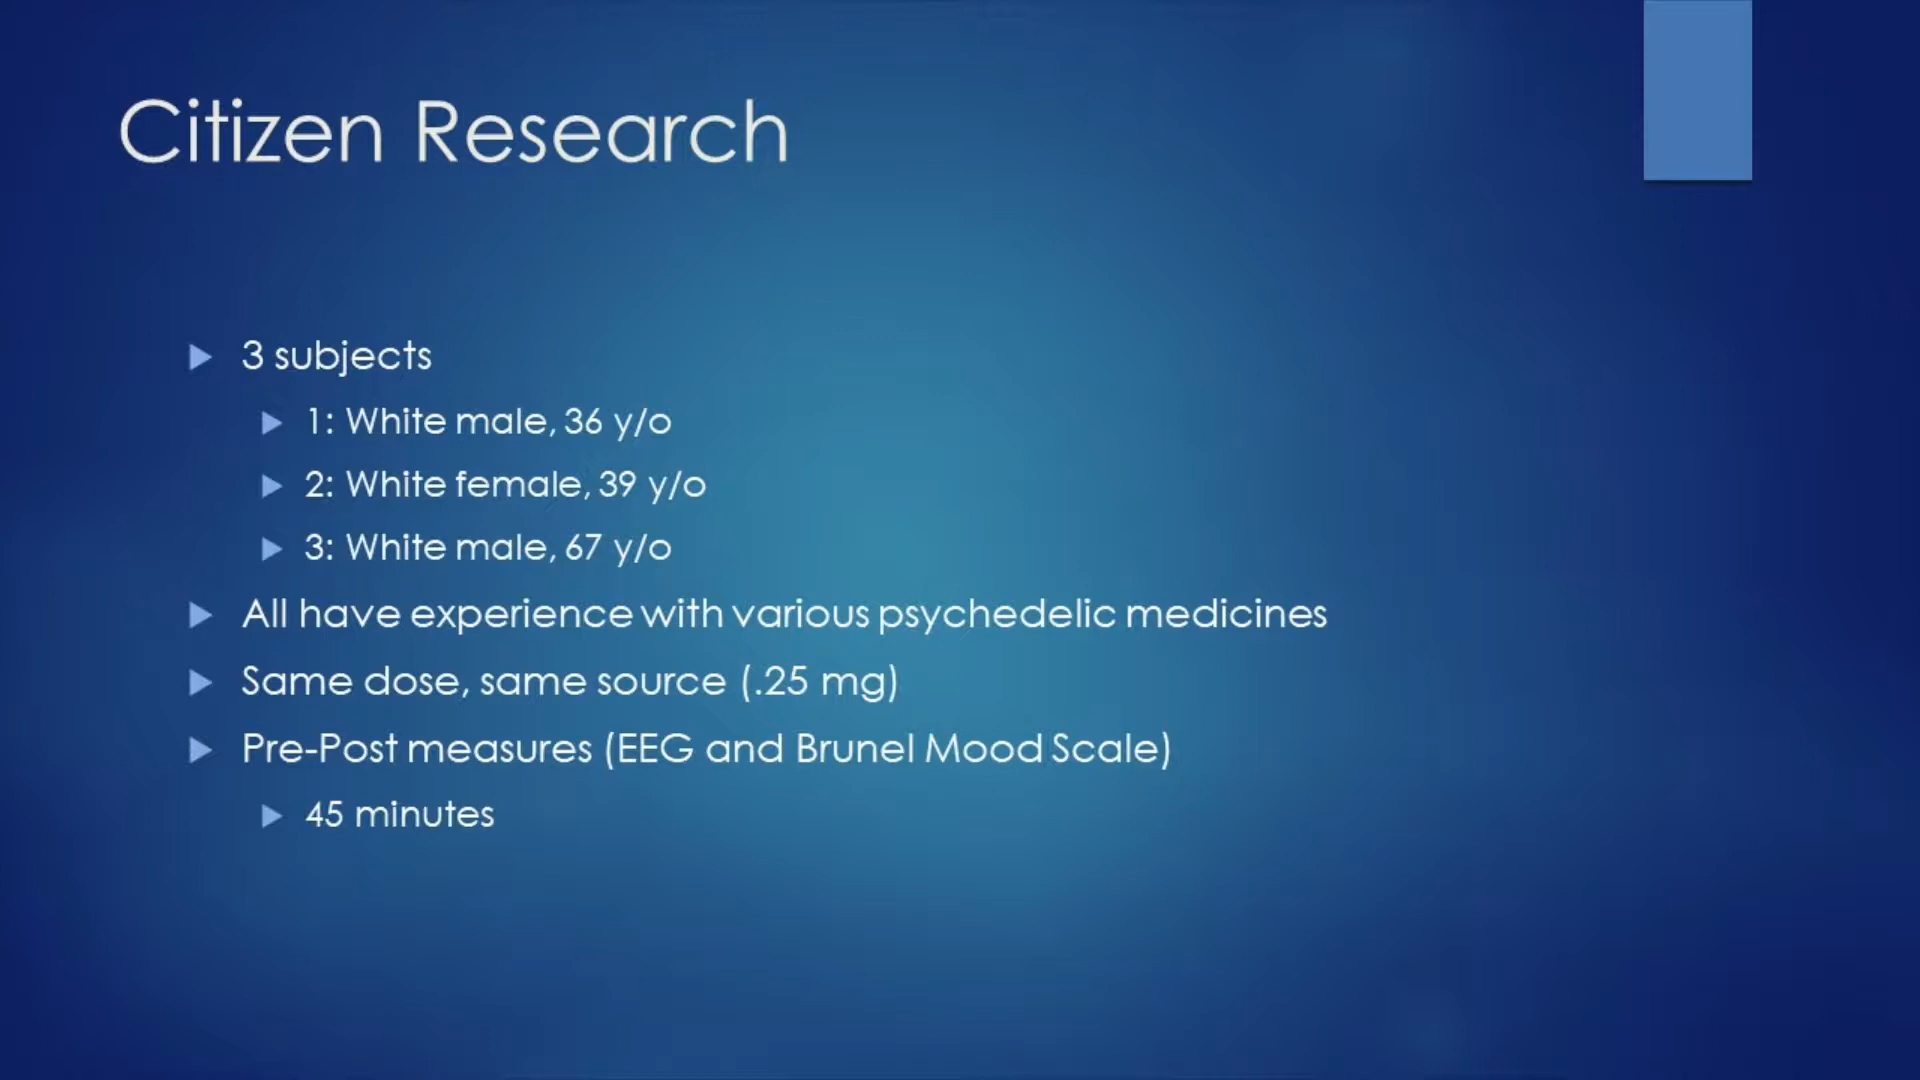 Citizen Research
3 subjects
1: White male, 36 y/o
2: White female, 39 y/o
3: White male, 67 y/o
All have experience with various psychedelic medicines
Same dose, same source (.25 mg)
Pre-Post measures (EEG and Brunel Mood Scale)
45 minutes